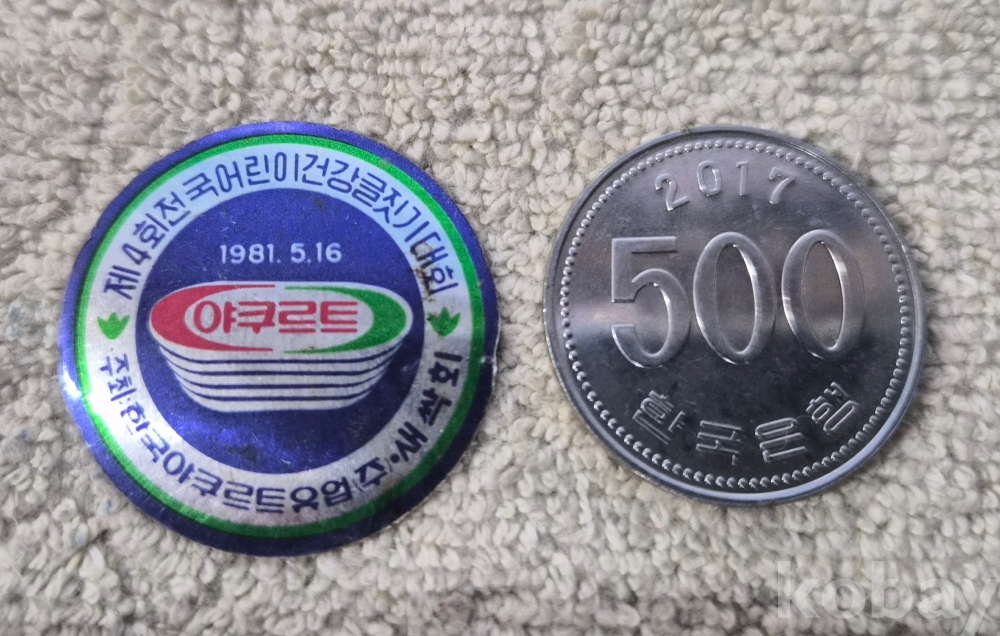 제4회전국어린이건강글짓기대회
1981. 5.16
야쿠르트
주최·한국야쿠르트유업(주)·새싹회
2017
500
한국은행
kobay